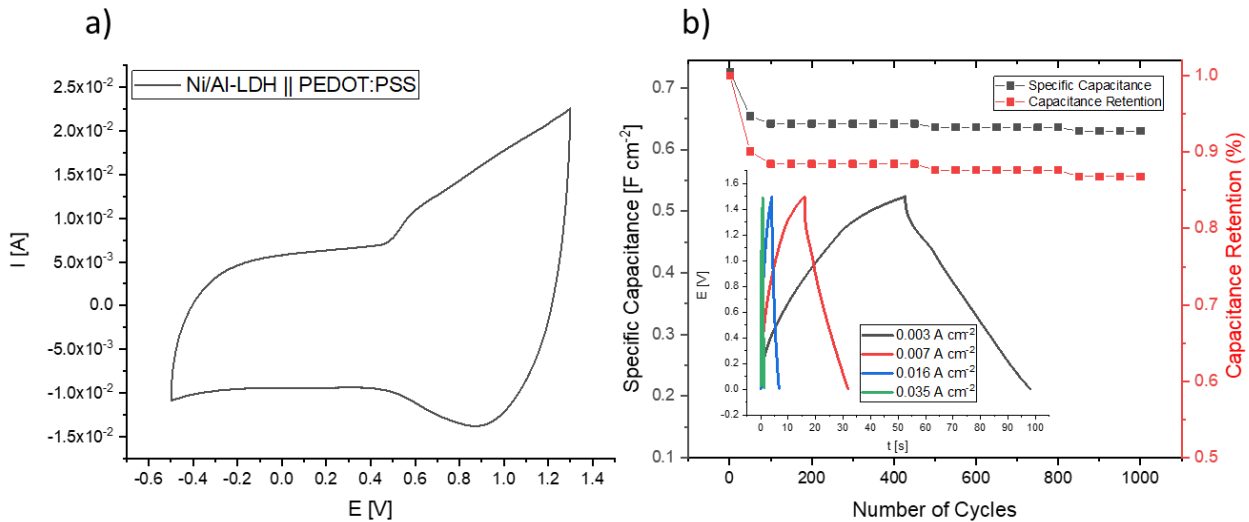 a)
Ni/Al-LDH || PEDOT:PSS
2.5x10⁻²
2.0x10⁻²
1.5x10⁻²
1.0x10⁻²
5.0x10⁻³
0.0
-5.0x10⁻³
-1.0x10⁻²
-1.5x10⁻²
I [A]
-0.6 -0.4 -0.2 0.0 0.2 0.4 0.6 0.8 1.0 1.2 1.4
E [V]
b)
Specific Capacitance
Capacitance Retention
0.7
0.6
0.5
0.4
0.3
0.2
0.1
Specific Capacitance [F cm⁻²]
1.0
0.9
0.8
0.7
0.6
0.5
Capacitance Retention (%)
1.6
1.4
1.2
1.0
0.8
0.6
0.4
0.2
0.0
-0.2
E [V]
0.003 A cm⁻²
0.007 A cm⁻²
0.016 A cm⁻²
0.035 A cm⁻²
0 10 20 30 40 50 60 70 80 90 100
t [s]
0 200 400 600 800 1000
Number of Cycles